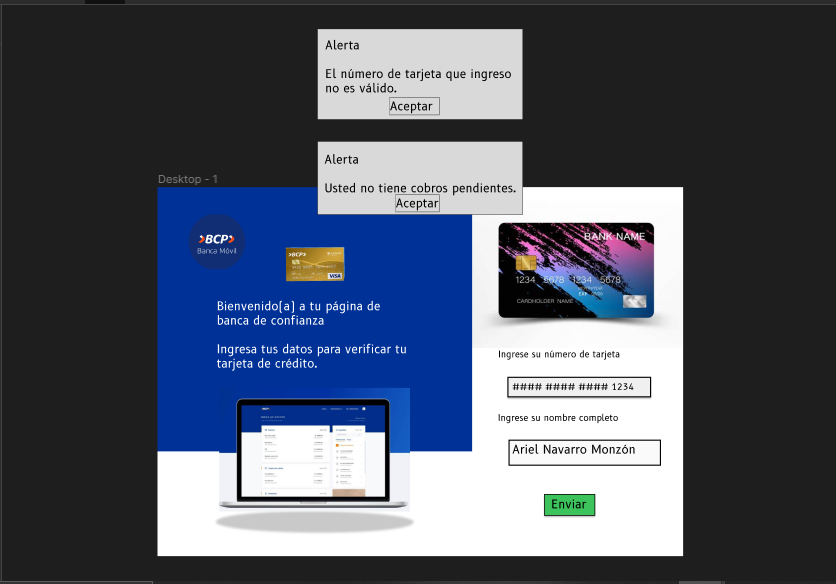 Alerta
El número de tarjeta que ingreso
no es válido.
Aceptar
Alerta
Usted no tiene cobros pendientes.
Aceptar
Desktop - 1
BCP
Banca Móvil
BCP
VISA
Bienvenido[a] a tu página de
banca de confianza
Ingresa tus datos para verificar tu
tarjeta de crédito.
BANK NAME
1234 5678 1234 5678
CARDHOLDER NAME
Ingrese su número de tarjeta
#### #### #### 1234
Ingrese su nombre completo
Ariel Navarro Monzón
Enviar